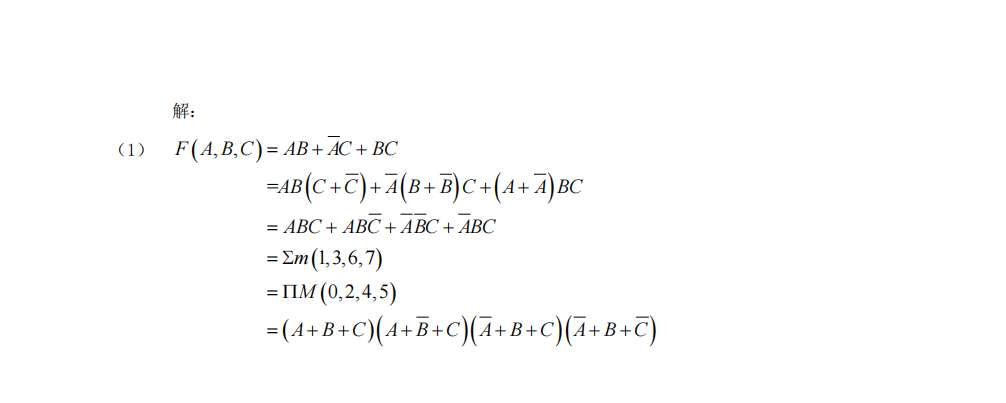 解：
（1） F(A,B,C) = AB + A̅C + BC
=AB(C + C̅) + A̅(B + B̅)C + (A + A̅)BC
= ABC + ABC̅ + A̅B̅C + A̅BC
= Σm(1,3,6,7)
= ΠM(0,2,4,5)
= (A + B + C)(A + B̅ + C)(A̅ + B + C)(A̅ + B + C̅)